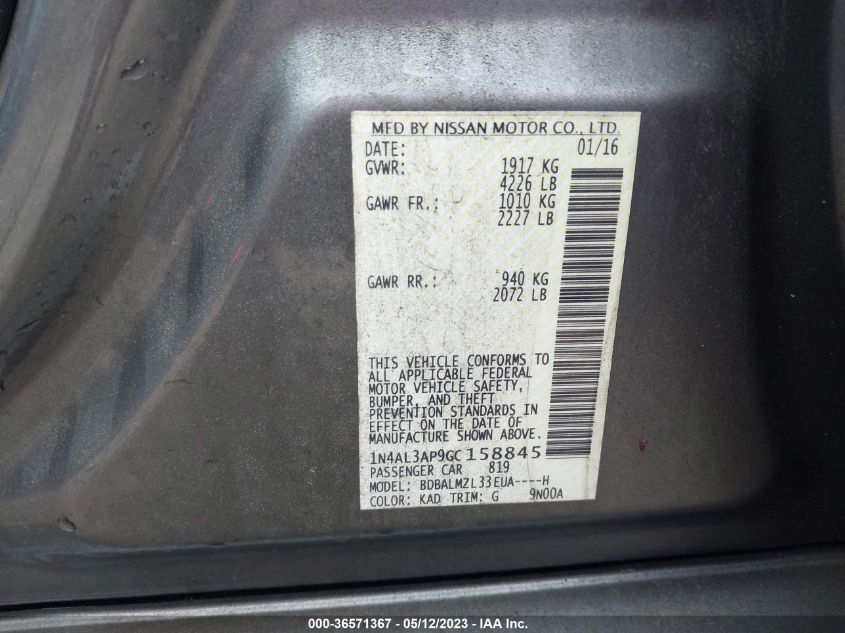 MFD BY NISSAN MOTOR CO., LTD.
DATE: 01/16
GVWR: 1917 KG
4226 LB
GAWR FR.: 1010 KG
2227 LB
GAWR RR.: 940 KG
2072 LB
THIS VEHICLE CONFORMS TO
ALL APPLICABLE FEDERAL
MOTOR VEHICLE SAFETY,
BUMPER, AND THEFT
PREVENTION STANDARDS IN
EFFECT ON THE DATE OF
MANUFACTURE SHOWN ABOVE.
1N4AL3AP9GC158845
PASSENGER CAR 819
MODEL: BDBALMZL33EUA----H
COLOR: KAD TRIM: G 9N00A
000-36571367 - 05/12/2023 - IAA Inc.